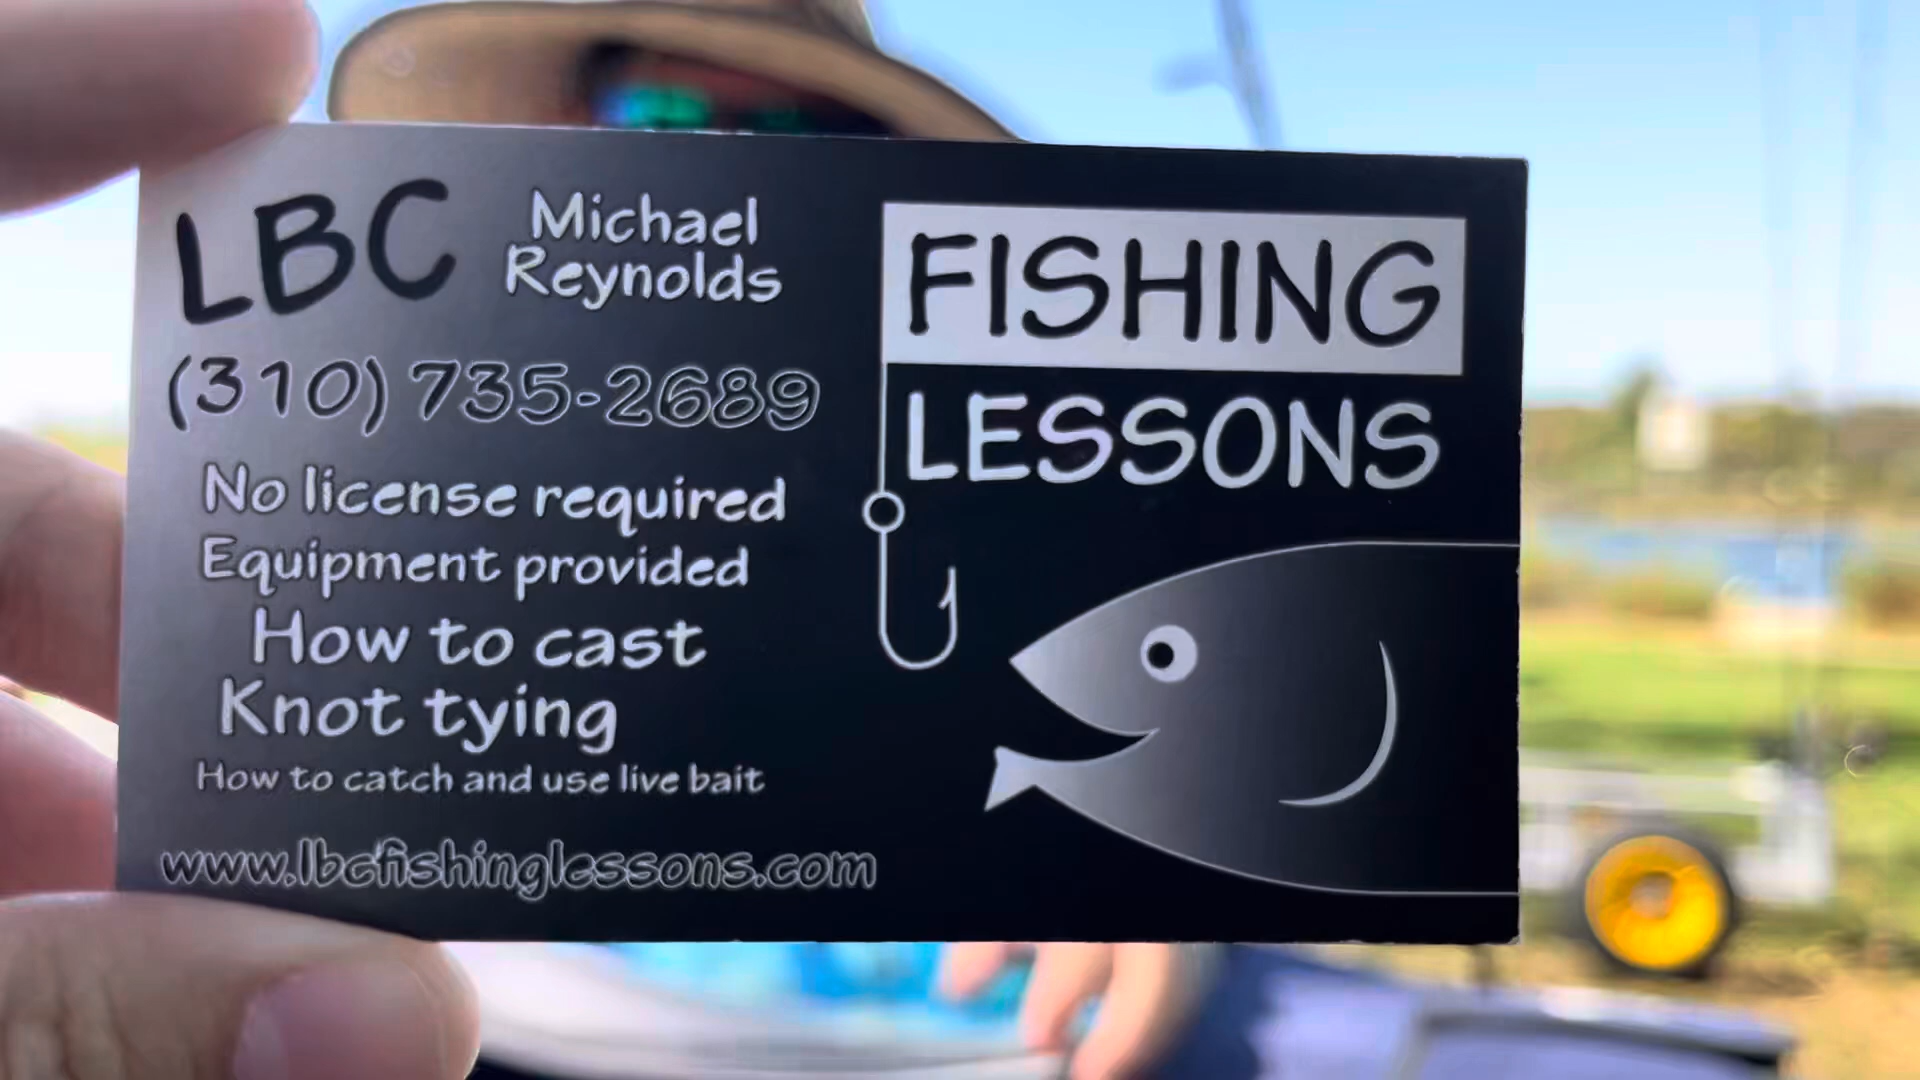 LBC
Michael
Reynolds
(310) 735-2689
No license required
Equipment provided
How to cast
Knot tying
How to catch and use live bait
www.lbcfishinglessons.com
FISHING
LESSONS